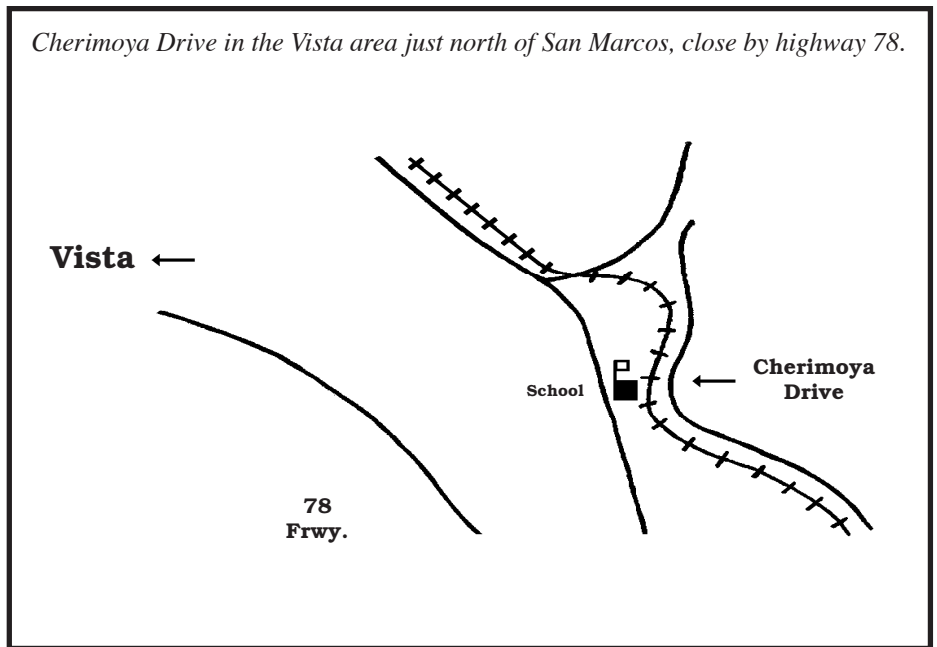 Cherimoya Drive in the Vista area just north of San Marcos, close by highway 78.
Vista
School
Cherimoya
Drive
78
Frwy.